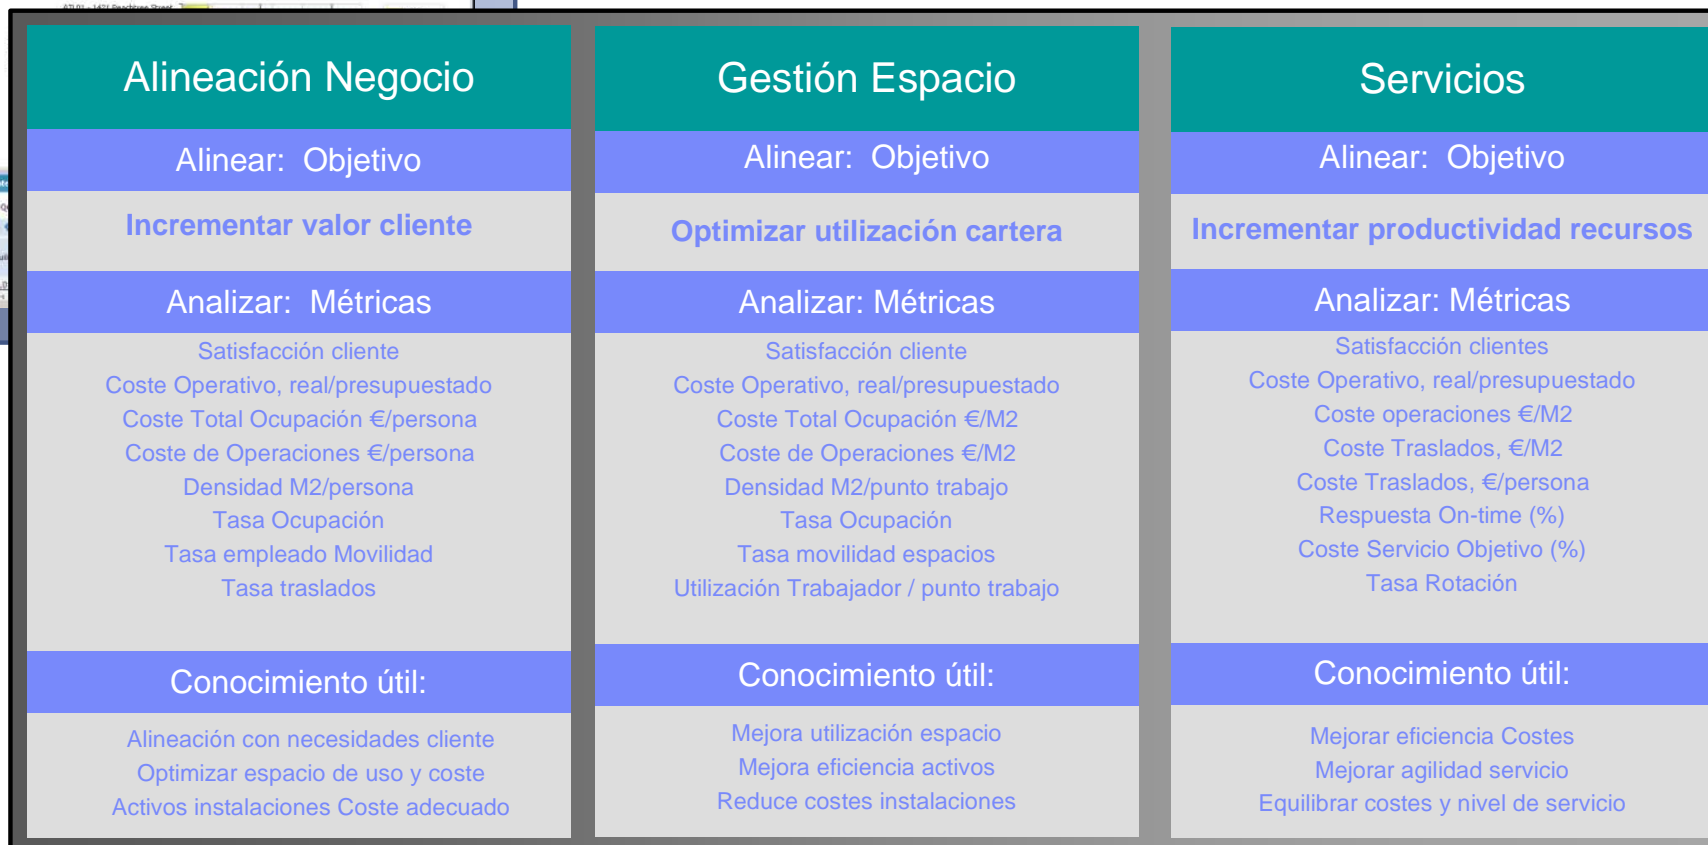 ATL01 - 1621 Peachtree Street
Alineación Negocio
Alinear: Objetivo
Incrementar valor cliente
Analizar: Métricas
Satisfacción cliente
Coste Operativo, real/presupuestado
Coste Total Ocupación €/persona
Coste de Operaciones €/persona
Densidad M2/persona
Tasa Ocupación
Tasa empleado Movilidad
Tasa traslados
Conocimiento útil:
Alineación con necesidades cliente
Optimizar espacio de uso y coste
Activos instalaciones Coste adecuado
Gestión Espacio
Alinear: Objetivo
Optimizar utilización cartera
Analizar: Métricas
Satisfacción cliente
Coste Operativo, real/presupuestado
Coste Total Ocupación €/M2
Coste de Operaciones €/M2
Densidad M2/punto trabajo
Tasa Ocupación
Tasa movilidad espacios
Utilización Trabajador / punto trabajo
Conocimiento útil:
Mejora utilización espacio
Mejora eficiencia activos
Reduce costes instalaciones
Servicios
Alinear: Objetivo
Incrementar productividad recursos
Analizar: Métricas
Satisfacción clientes
Coste Operativo, real/presupuestado
Coste operaciones €/M2
Coste Traslados, €/M2
Coste Traslados, €/persona
Respuesta On-time (%)
Coste Servicio Objetivo (%)
Tasa Rotación
Conocimiento útil:
Mejorar eficiencia Costes
Mejorar agilidad servicio
Equilibrar costes y nivel de servicio